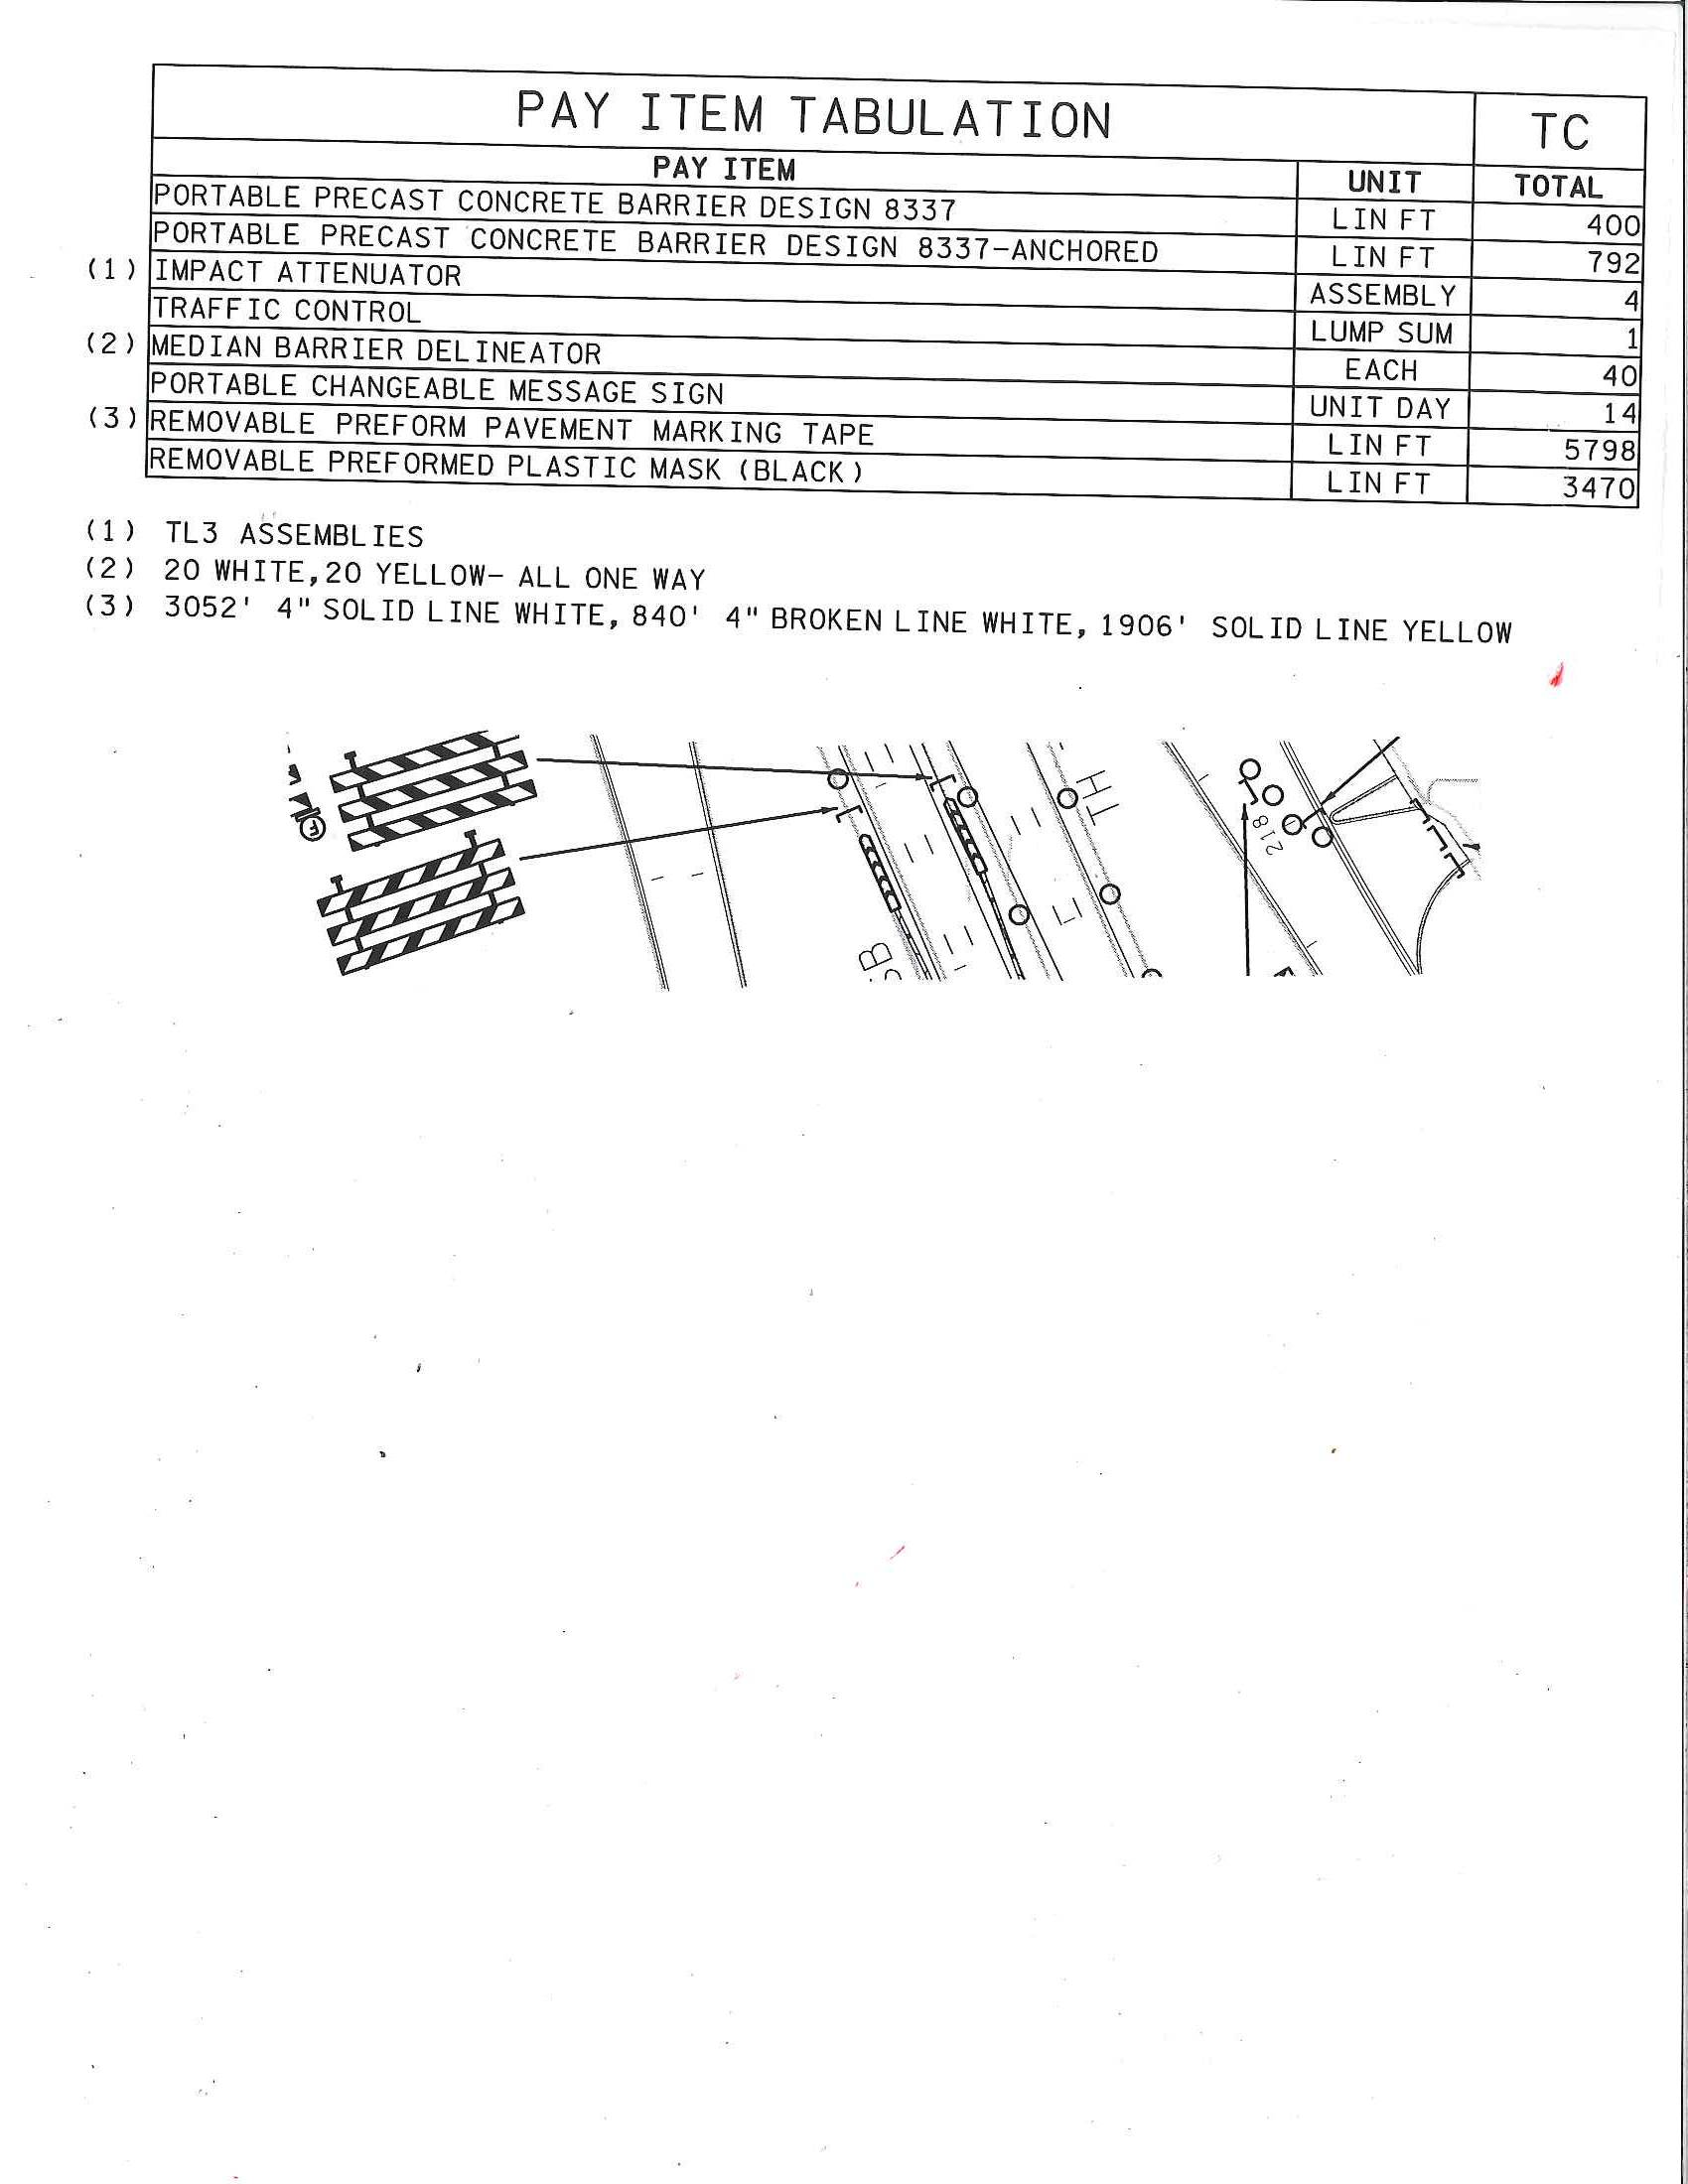 PAY ITEM TABULATION TC
PAY ITEM UNIT TOTAL
PORTABLE PRECAST CONCRETE BARRIER DESIGN 8337 LIN FT 400
PORTABLE PRECAST CONCRETE BARRIER DESIGN 8337-ANCHORED LIN FT 792
(1) IMPACT ATTENUATOR ASSEMBLY 4
TRAFFIC CONTROL LUMP SUM 1
(2) MEDIAN BARRIER DELINEATOR EACH 40
PORTABLE CHANGEABLE MESSAGE SIGN UNIT DAY 14
(3) REMOVABLE PREFORM PAVEMENT MARKING TAPE LIN FT 5798
REMOVABLE PREFORMED PLASTIC MASK (BLACK) LIN FT 3470
(1) TL3 ASSEMBLIES
(2) 20 WHITE, 20 YELLOW- ALL ONE WAY
(3) 3052' 4" SOLID LINE WHITE, 840' 4" BROKEN LINE WHITE, 1906' SOLID LINE YELLOW
F
TH
218